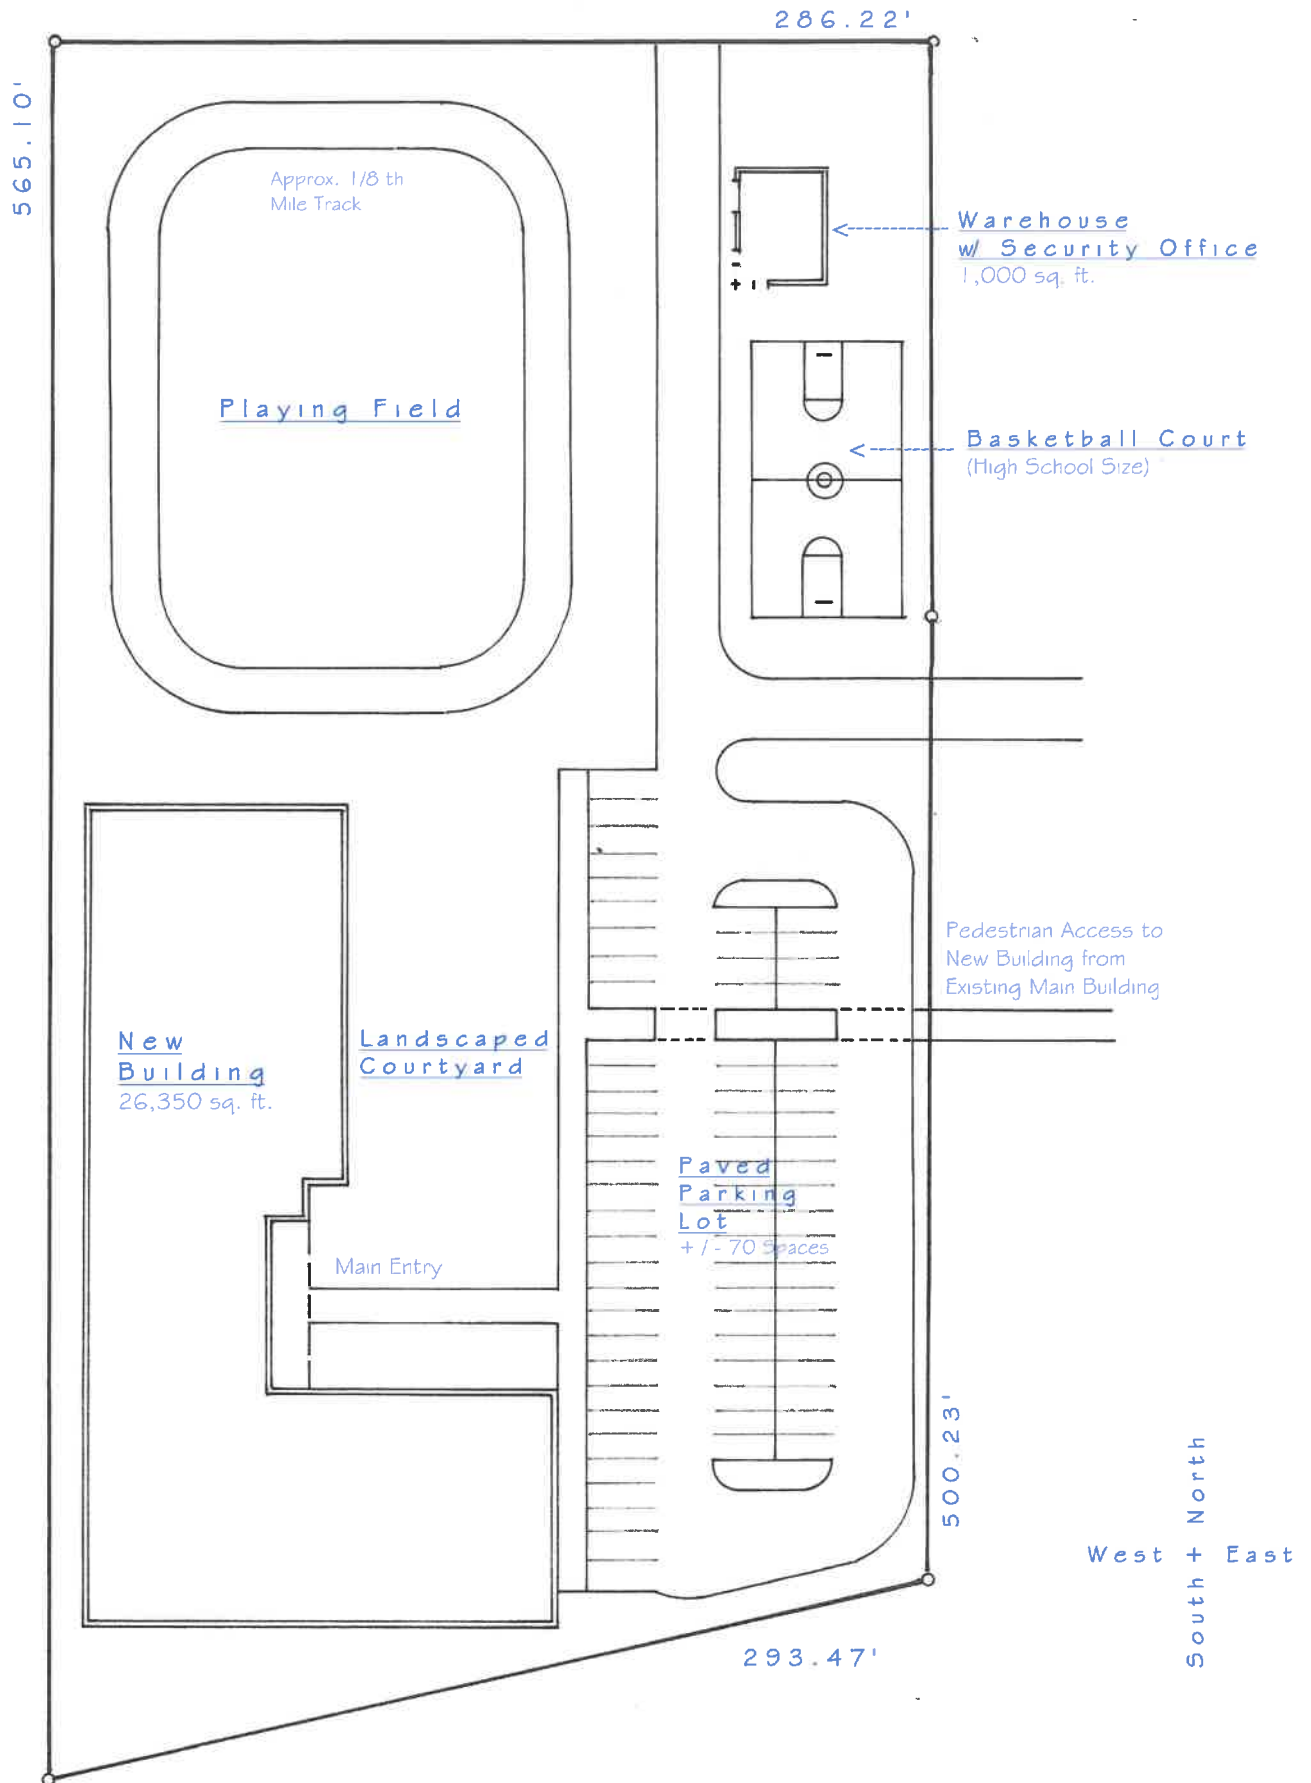 286.22'
565.10'
Approx. 1/8 th
Mile Track
Warehouse
w/ Security Office
1,000 sq. ft.
Playing Field
Basketball Court
(High School Size)
Pedestrian Access to
New Building from
Existing Main Building
New
Building
26,350 sq. ft.
Landscaped
Courtyard
Paved
Parking
Lot
+/- 70 Spaces
Main Entry
500.23'
293.47'
North
West + East
South